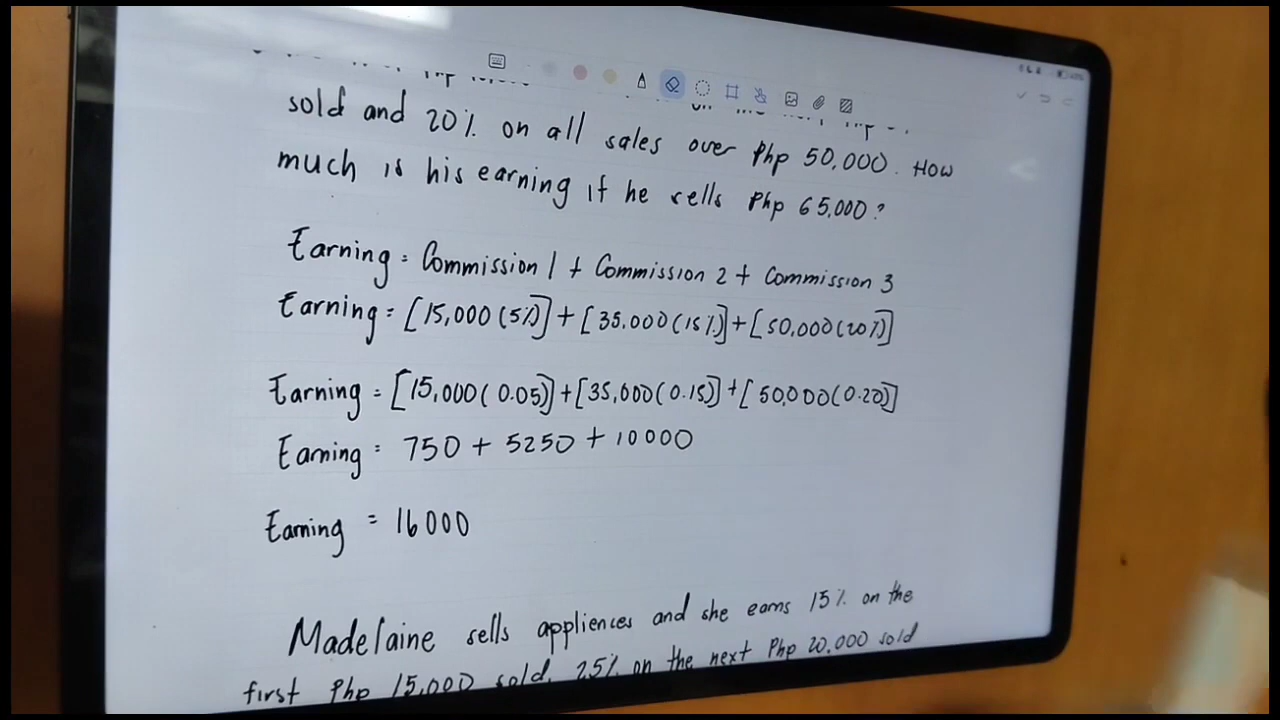 sold and 20% on all sales over Php 50,000. How
much is his earning if he sells Php 65,000?
Earning = Commission 1 + Commission 2 + Commission 3
Earning = [15,000 (5%)] + [35,000 (15%)] + [50,000 (20%)]
Earning = [15,000 (0.05)] + [35,000 (0.15)] + [50,000 (0.20)]
Earning = 750 + 5250 + 10000
Earning = 16000
Madelaine sells appliences and she earns 15% on the
first Php 15,000 sold, 25% on the next Php 20,000 sold